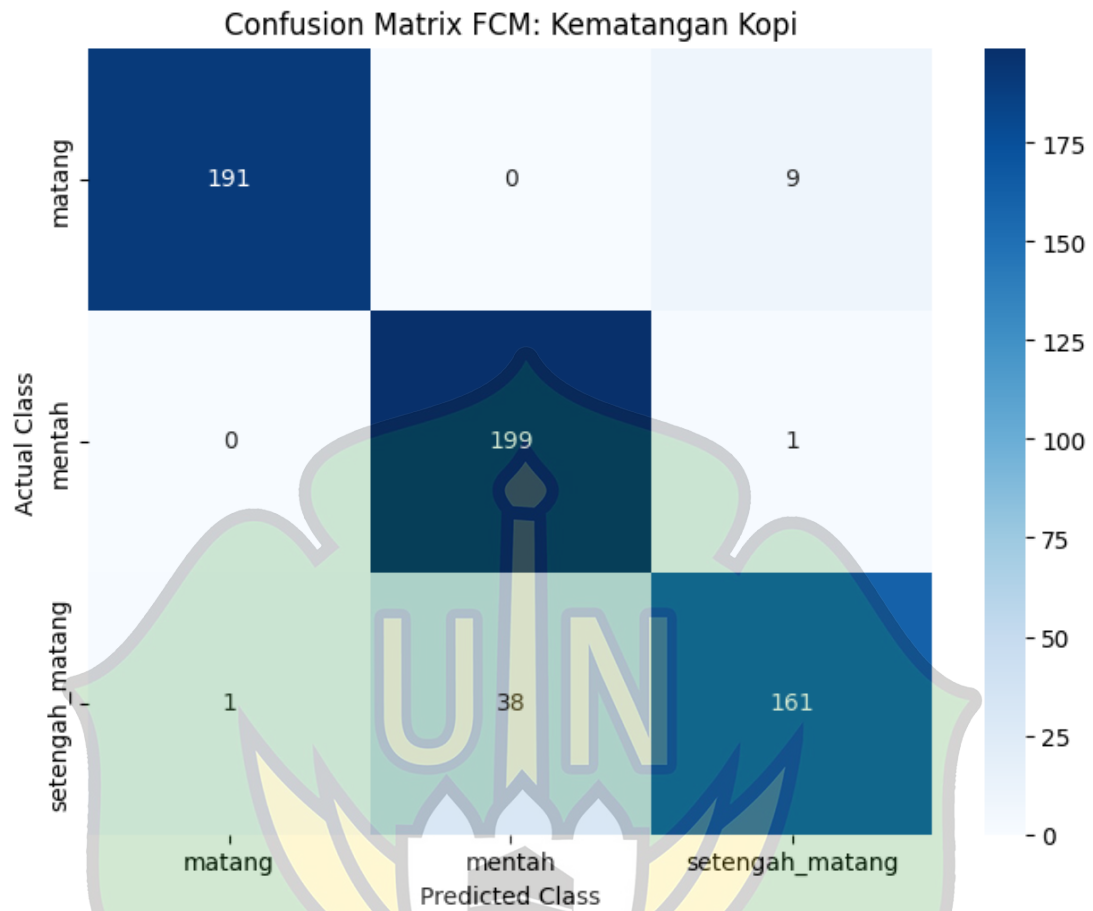 Confusion Matrix FCM: Kematangan Kopi
Actual Class
matang
191 0 9
mentah
0 199 1
setengah_matang
1 38 161
matang mentah setengah_matang
Predicted Class
175
150
125
100
75
50
25
0
UIN